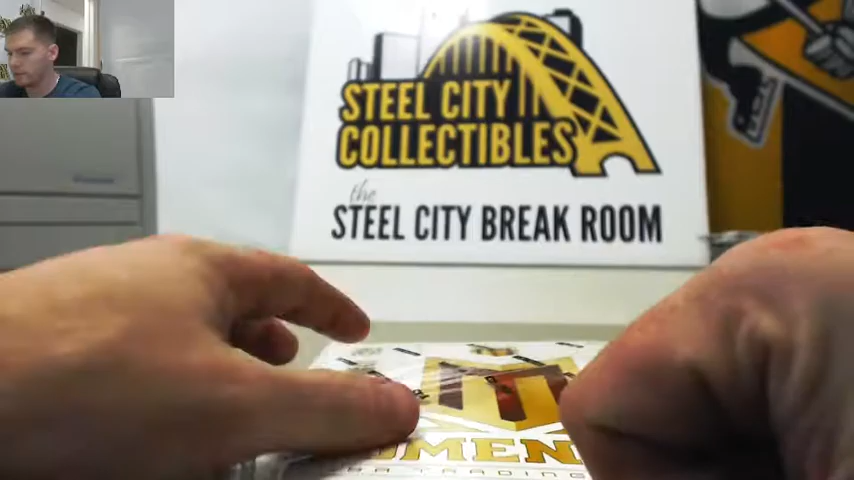 STEEL CITY
COLLECTIBLES
the
STEEL CITY BREAK ROOM